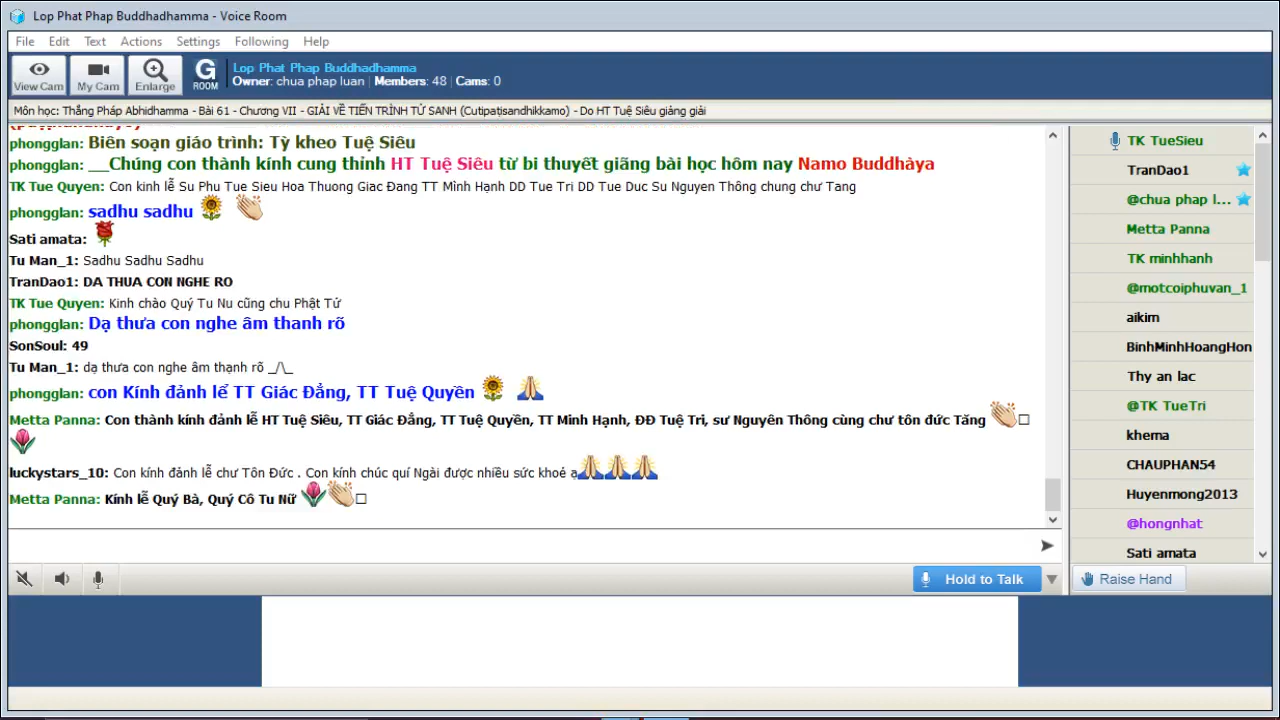 Lop Phat Phap Buddhadhamma - Voice Room
File Edit Text Actions Settings Following Help
View Cam My Cam Enlarge G ROOM
Lop Phat Phap Buddhadhamma
Owner: chua phap luan | Members: 48 | Cams: 0
Môn học: Thắng Pháp Abhidhamma - Bài 61 - Chương VII - GIẢI VỀ TIẾN TRÌNH TỬ SANH (Cutipaṭisandhikkamo) - Do HT Tuệ Siêu giảng giải
phongglan: Biên soạn giáo trình: Tỳ kheo Tuệ Siêu
phongglan: __Chúng con thành kính cung thỉnh HT Tuệ Siêu từ bi thuyết giãng bài học hôm nay Namo Buddhàya
TK Tue Quyen: Con kinh lễ Su Phu Tue Sieu Hoa Thuong Giac Đang TT Mình Hạnh DD Tue Tri DD Tue Duc Su Nguyen Thông chung chư Tang
phongglan: sadhu sadhu
Sati amata:
Tu Man_1: Sadhu Sadhu Sadhu
TranDao1: DA THUA CON NGHE RO
TK Tue Quyen: Kinh chào Quý Tu Nu cũng chu Phật Tử
phongglan: Dạ thưa con nghe âm thanh rõ
SonSoul: 49
Tu Man_1: dạ thưa con nghe âm thạnh rõ _/\_
phongglan: con Kính đảnh lể TT Giác Đẳng, TT Tuệ Quyền
Metta Panna: Con thành kính đảnh lễ HT Tuệ Siêu, TT Giác Đẳng, TT Tuệ Quyền, TT Minh Hạnh, ĐĐ Tuệ Tri, sư Nguyên Thông cùng chư tôn đức Tăng
luckystars_10: Con kính đảnh lễ chư Tôn Đức . Con kính chúc quí Ngài được nhiều sức khoẻ ạ
Metta Panna: Kính lễ Quý Bà, Quý Cô Tu Nữ
Hold to Talk
TK TueSieu
TranDao1
@chua phap l...
Metta Panna
TK minhhanh
@motcoiphuvan_1
aikim
BinhMinhHoangHon
Thy an lac
@TK TueTri
khema
CHAUPHAN54
Huyenmong2013
@hongnhat
Sati amata
Raise Hand